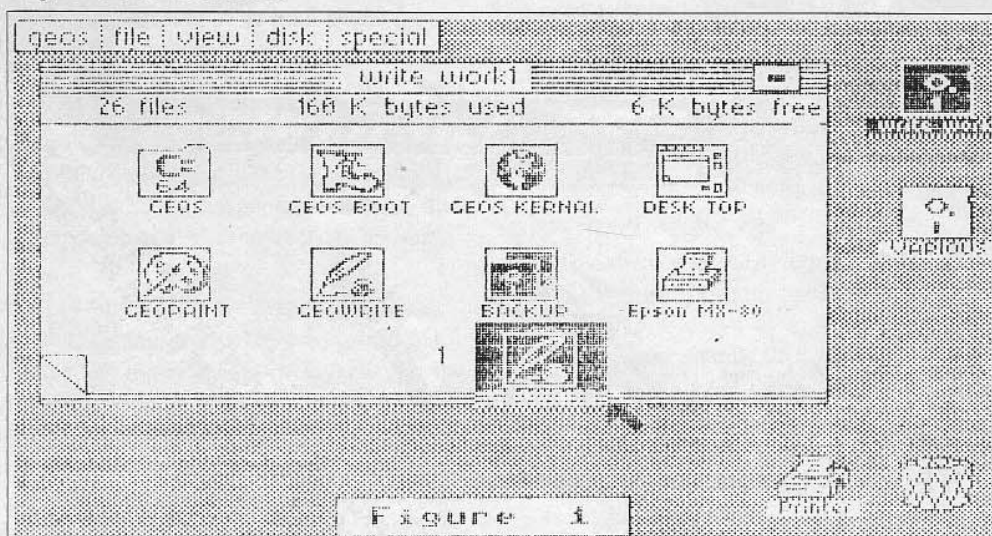 geos file view disk special
write work1
26 files 160 K bytes used 6 K bytes free
C= 64
GEOS GEOS BOOT GEOS KERNAL DESK TOP
Various
GEOPAINT GEOWRITE BACKUP Epson MX-80
1
Printer
Figure 1